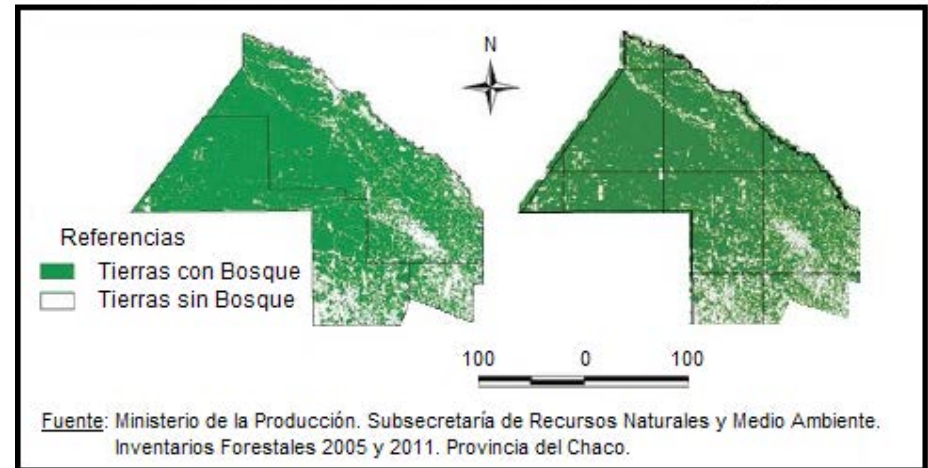 N
Referencias
Tierras con Bosque
Tierras sin Bosque
100 0 100
Fuente: Ministerio de la Producción. Subsecretaría de Recursos Naturales y Medio Ambiente.
Inventarios Forestales 2005 y 2011. Provincia del Chaco.